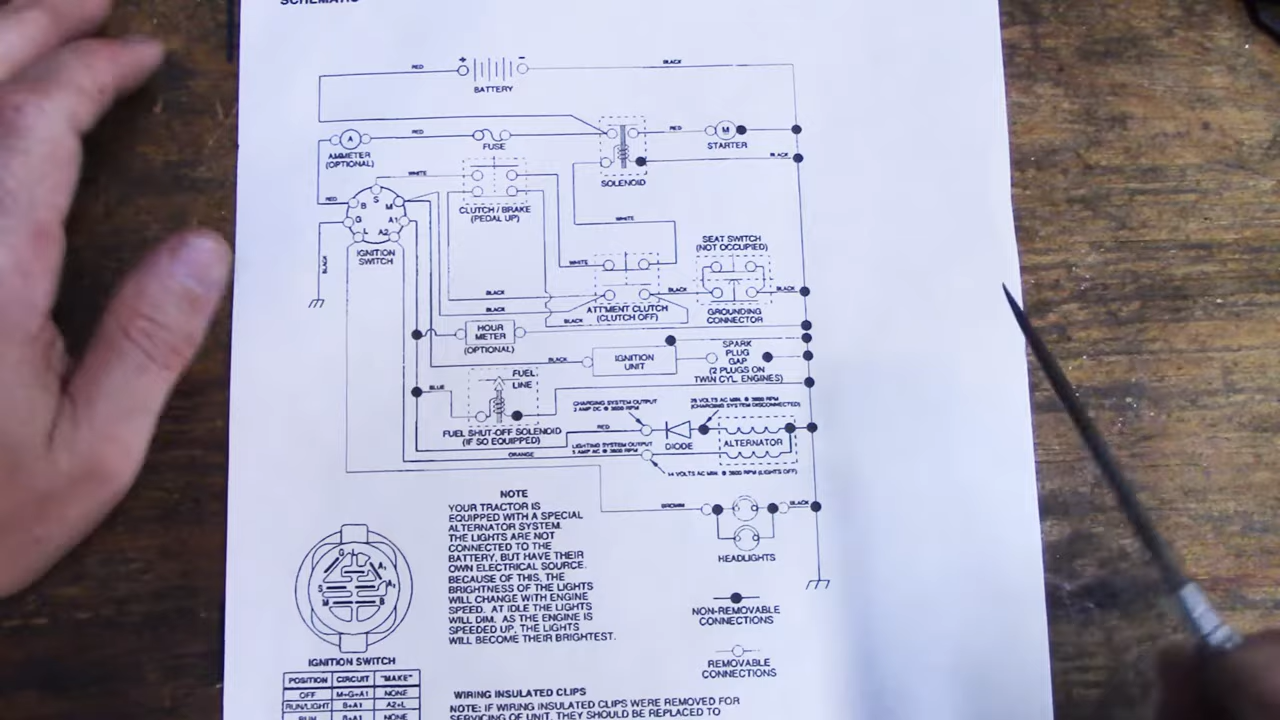 SCHEMATIC
RED
+
-
BLACK
BATTERY
A
RED
AMMETER
(OPTIONAL)
FUSE
RED
M
STARTER
BLACK
SOLENOID
WHITE
CLUTCH / BRAKE
(PEDAL UP)
RED
B
S
M
G
A1
L
A2
IGNITION
SWITCH
BLACK
WHITE
WHITE
SEAT SWITCH
(NOT OCCUPIED)
BLACK
BLACK
BLACK
BLACK
BLACK
ATT'MENT CLUTCH
(CLUTCH OFF)
GROUNDING
CONNECTOR
HOUR
METER
(OPTIONAL)
BLACK
IGNITION
UNIT
SPARK
PLUG
GAP
(2 PLUGS ON
TWIN CYL. ENGINES)
BLUE
FUEL
LINE
FUEL SHUT-OFF SOLENOID
(IF SO EQUIPPED)
CHARGING SYSTEM OUTPUT
3 AMP DC @ 3600 RPM
28 VOLTS AC MIN. @ 3600 RPM
(CHARGING SYSTEM DISCONNECTED)
RED
DIODE
ALTERNATOR
LIGHTING SYSTEM OUTPUT
5 AMP AC @ 3600 RPM
ORANGE
14 VOLTS AC MIN. @ 3600 RPM (LIGHTS OFF)
BROWN
BLACK
HEADLIGHTS
NOTE
YOUR TRACTOR IS
EQUIPPED WITH A SPECIAL
ALTERNATOR SYSTEM.
THE LIGHTS ARE NOT
CONNECTED TO THE
BATTERY, BUT HAVE THEIR
OWN ELECTRICAL SOURCE.
BECAUSE OF THIS, THE
BRIGHTNESS OF THE LIGHTS
WILL CHANGE WITH ENGINE
SPEED. AT IDLE THE LIGHTS
WILL DIM. AS THE ENGINE IS
SPEEDED UP, THE LIGHTS
WILL BECOME THEIR BRIGHTEST.
NON-REMOVABLE
CONNECTIONS
REMOVABLE
CONNECTIONS
G
L
A1
S
M
B
IGNITION SWITCH
POSITION CIRCUIT "MAKE"
OFF M+G+A1 NONE
RUN/LIGHT B+A1 A2+L
RUN B+A1 NONE
WIRING INSULATED CLIPS
NOTE: IF WIRING INSULATED CLIPS WERE REMOVED FOR
SERVICING OF UNIT, THEY SHOULD BE REPLACED TO